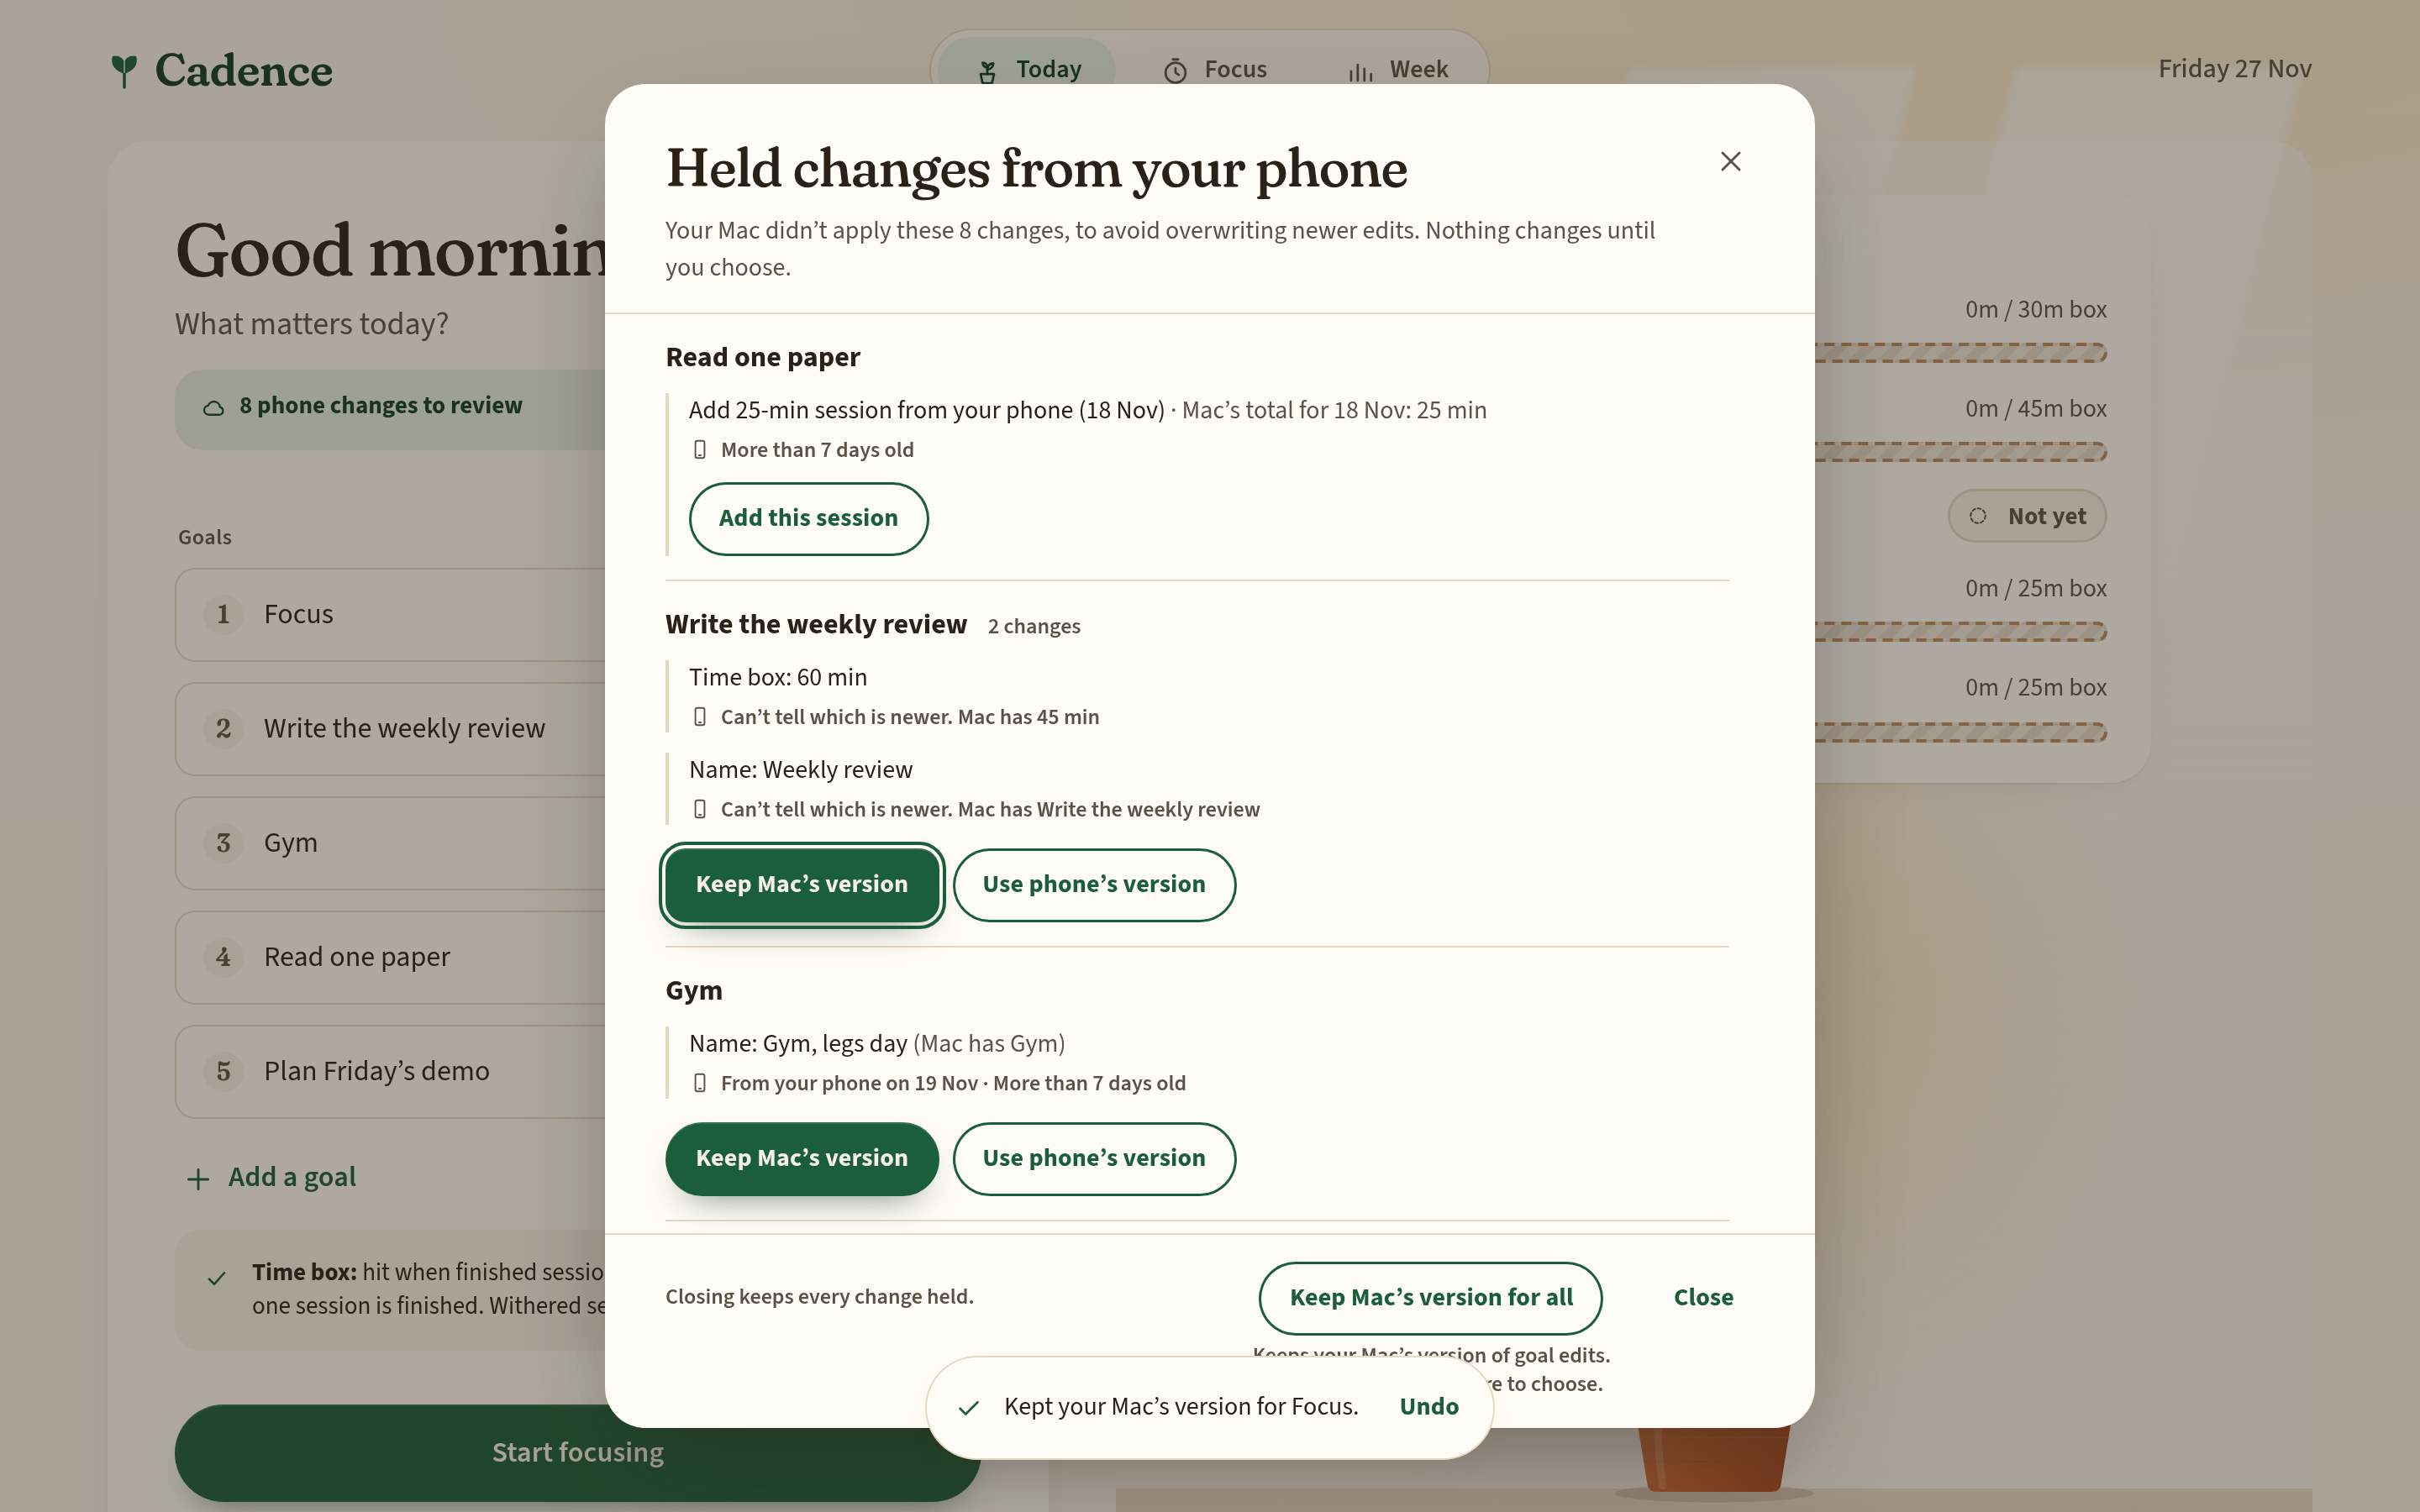 Cadence
Today
Focus
Week
Friday 27 Nov
Good mornin
What matters today?
8 phone changes to review
Goals
1 Focus
2 Write the weekly review
3 Gym
4 Read one paper
5 Plan Friday’s demo
Add a goal
Time box: hit when finished sessio
one session is finished. Withered se
Start focusing
Held changes from your phone
Your Mac didn’t apply these 8 changes, to avoid overwriting newer edits. Nothing changes until
you choose.
Read one paper
Add 25-min session from your phone (18 Nov) · Mac’s total for 18 Nov: 25 min
More than 7 days old
Add this session
Write the weekly review 2 changes
Time box: 60 min
Can’t tell which is newer. Mac has 45 min
Name: Weekly review
Can’t tell which is newer. Mac has Write the weekly review
Keep Mac’s version
Use phone’s version
Gym
Name: Gym, legs day (Mac has Gym)
From your phone on 19 Nov · More than 7 days old
Keep Mac’s version
Use phone’s version
Closing keeps every change held.
Keep Mac’s version for all
Close
Keeps your Mac’s version of goal edits.
re to choose.
Kept your Mac’s version for Focus.
Undo
0m / 30m box
0m / 45m box
Not yet
0m / 25m box
0m / 25m box